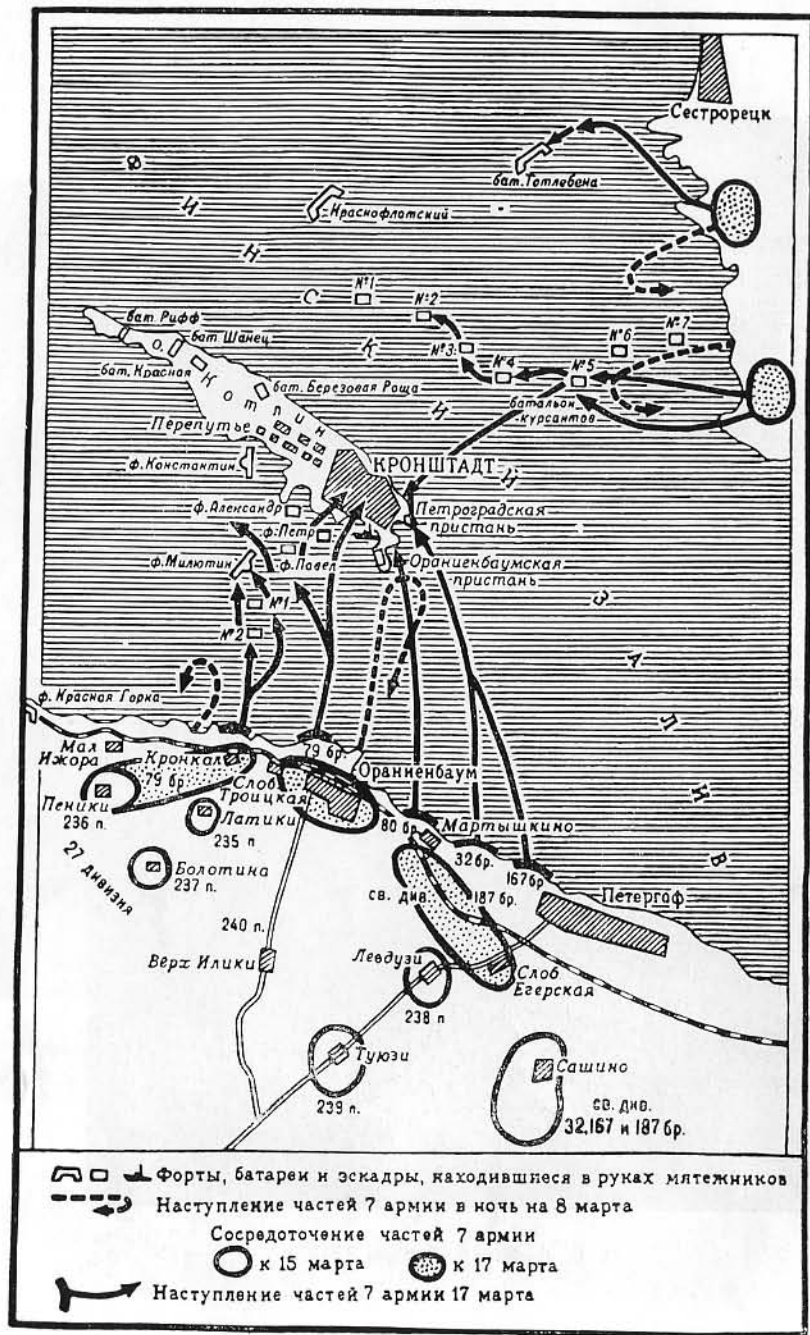 Сестрорецк
ФИНСКИЙ ЗАЛИВ
бат. Тотлебена
Краснофлотский
№1
№2
№3
№4
№5
№6
№7
батальон
курсантов
бат. Рифф
бат. Шанец
бат. Красная
о. Котлин
бат. Березовая Роща
Перепутье
ф. Константин
КРОНШТАДТ
ф. Александр
ф. Петр
ф. Павел
Петроградская
пристань
Ораниенбаумская
пристань
ф. Милютин
№1
№2
ф. Красная Горка
Мал
Ижора
Кронкал
79 бр.
79 бр.
Пеники
236 п.
Слоб.
Троицкая
Ораниенбаум
Латики
235 п
27 дивизия
Болотина
237 п.
80 бр.
Мартышкино
32 бр.
167 бр
187 бр.
св. див.
Петергоф
240 п.
Верх Илики
Левдузи
238 п
Слоб.
Егерская
Туюзи
239 п.
Сашино
св. див.
32,167 и 187 бр.
Форты, батареи и эскадры, находившиеся в руках мятежников
Наступление частей 7 армии в ночь на 8 марта
Сосредоточение частей 7 армии
к 15 марта к 17 марта
Наступление частей 7 армии 17 марта